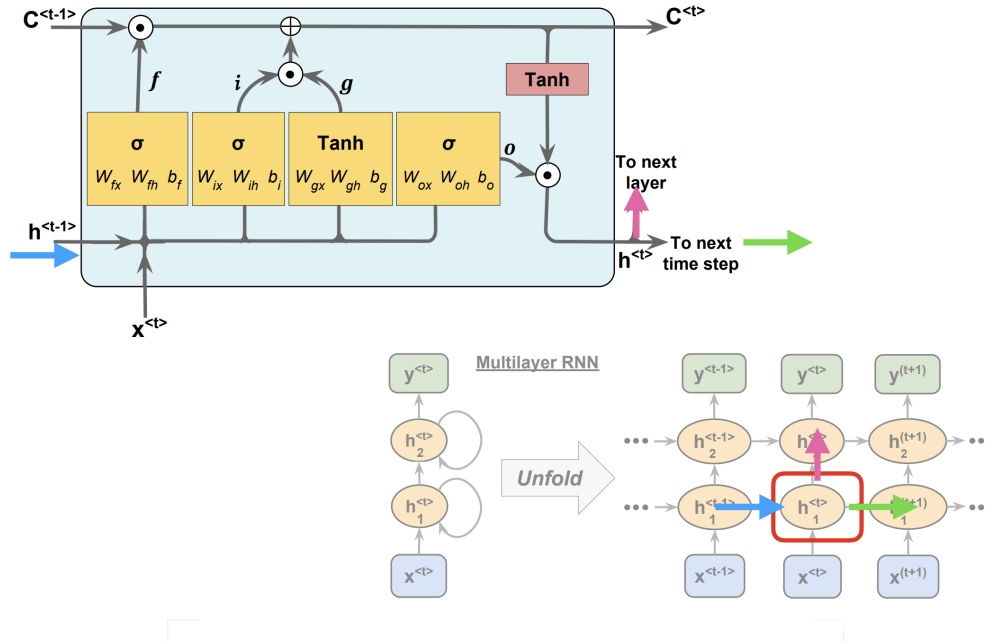 C<t-1>
C<t>
f
i
g
Tanh
σ
W_fx W_fh b_f
σ
W_ix W_ih b_i
Tanh
W_gx W_gh b_g
σ
W_ox W_oh b_o
o
To next
layer
h<t-1>
h<t>
To next
time step
x<t>
Multilayer RNN
y<t>
y<t-1>
y<t>
y(t+1)
h<t>2
h<t-1>2
h(t+1)2
Unfold
h<t>1
h<t-1>1
h<t>1
h(t+1)1
x<t>
x<t-1>
x<t>
x(t+1)